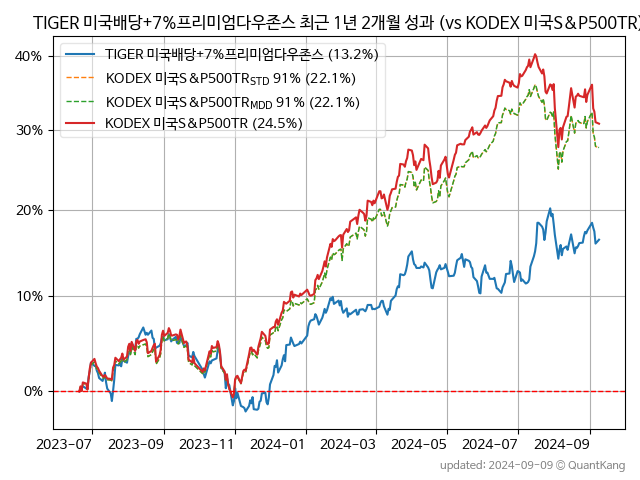 TIGER 미국배당+7%프리미엄다우존스 최근 1년 2개월 성과 (vs KODEX 미국S&P500TR)
40%
30%
20%
10%
0%
TIGER 미국배당+7%프리미엄다우존스 (13.2%)
KODEX 미국S&P500TR_STD 91% (22.1%)
KODEX 미국S&P500TR_MDD 91% (22.1%)
KODEX 미국S&P500TR (24.5%)
2023-07 2023-09 2023-11 2024-01 2024-03 2024-05 2024-07 2024-09
updated: 2024-09-09 © QuantKang